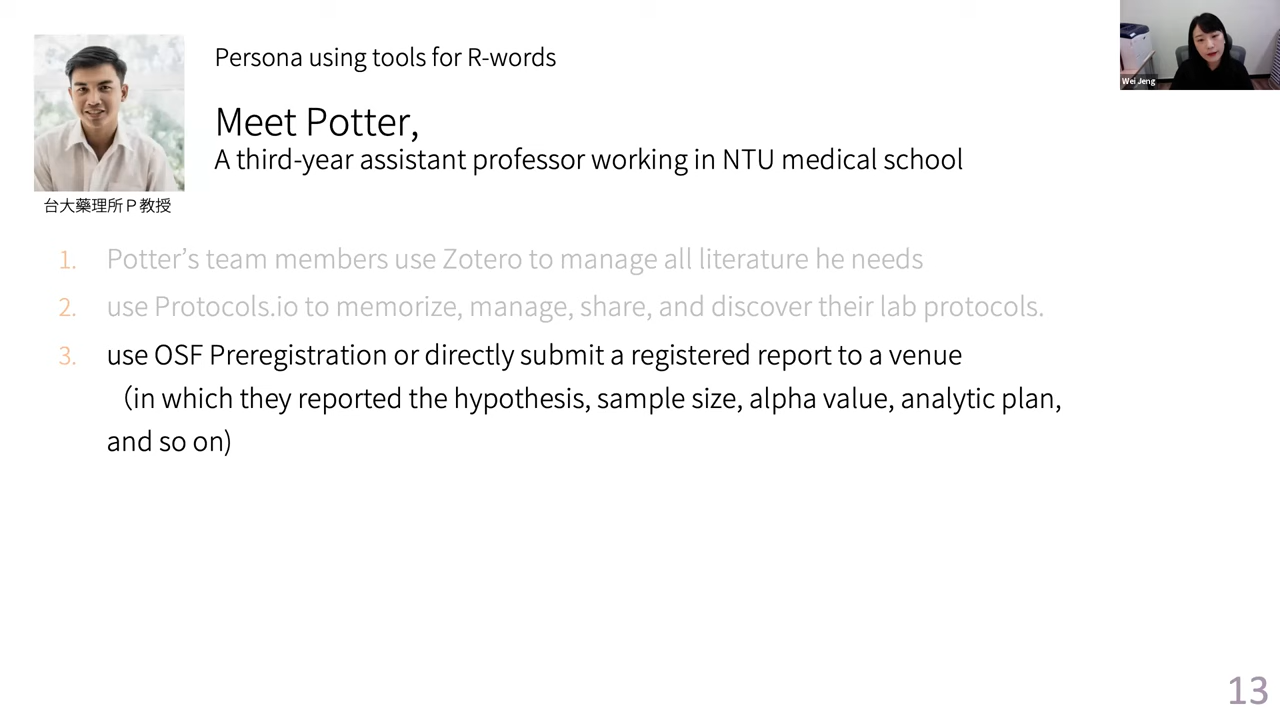 Persona using tools for R-words
Wei Jeng
Meet Potter,
A third-year assistant professor working in NTU medical school
台大藥理所P教授
1. Potter’s team members use Zotero to manage all literature he needs
2. use Protocols.io to memorize, manage, share, and discover their lab protocols.
3. use OSF Preregistration or directly submit a registered report to a venue
（in which they reported the hypothesis, sample size, alpha value, analytic plan,
and so on)
13